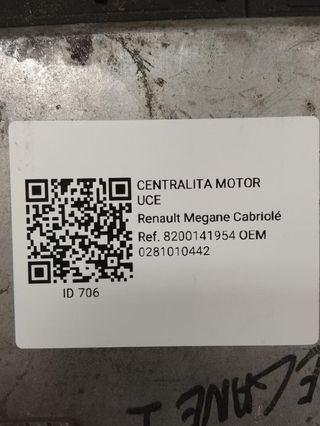 CENTRALITA MOTOR
UCE
Renault Megane Cabriolé
Ref. 8200141954 OEM
0281010442
ID 706